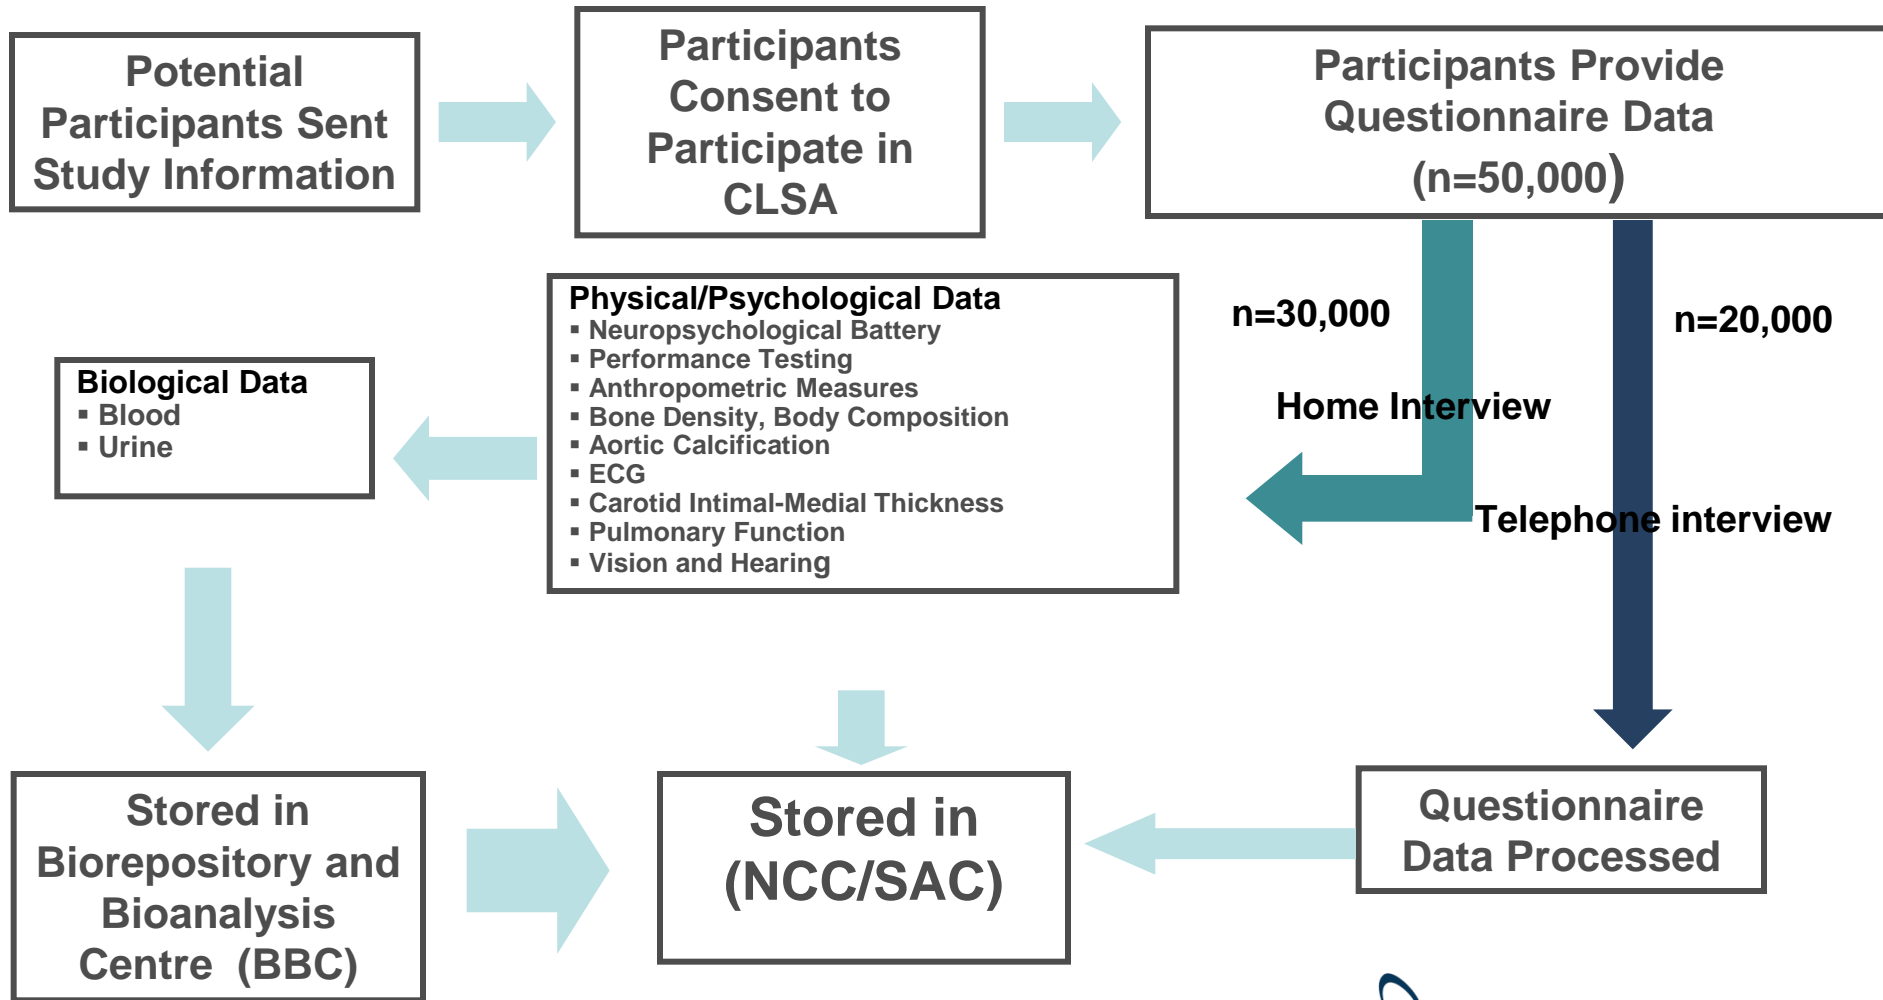 Potential
Participants Sent
Study Information
Participants
Consent to
Participate in
CLSA
Participants Provide
Questionnaire Data
(n=50,000)
n=30,000
n=20,000
Home Interview
Telephone interview
Physical/Psychological Data
▪ Neuropsychological Battery
▪ Performance Testing
▪ Anthropometric Measures
▪ Bone Density, Body Composition
▪ Aortic Calcification
▪ ECG
▪ Carotid Intimal-Medial Thickness
▪ Pulmonary Function
▪ Vision and Hearing
Biological Data
▪ Blood
▪ Urine
Stored in
Biorepository and
Bioanalysis
Centre (BBC)
Stored in
(NCC/SAC)
Questionnaire
Data Processed